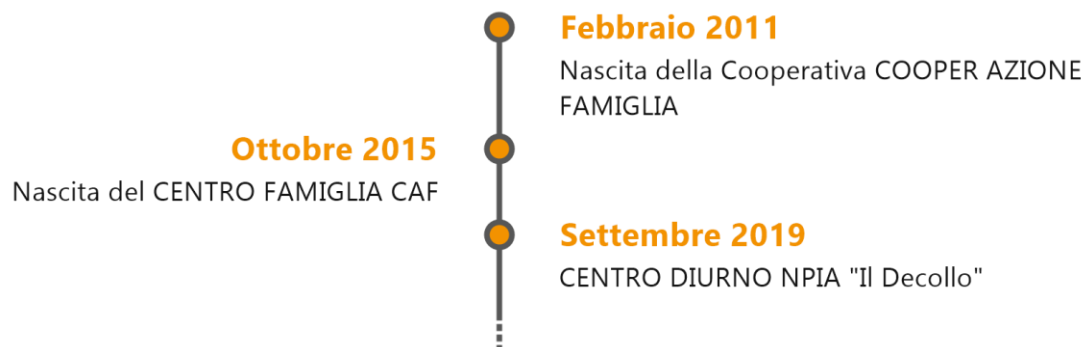 Febbraio 2011
Nascita della Cooperativa COOPER AZIONE
FAMIGLIA
Ottobre 2015
Nascita del CENTRO FAMIGLIA CAF
Settembre 2019
CENTRO DIURNO NPIA "Il Decollo"